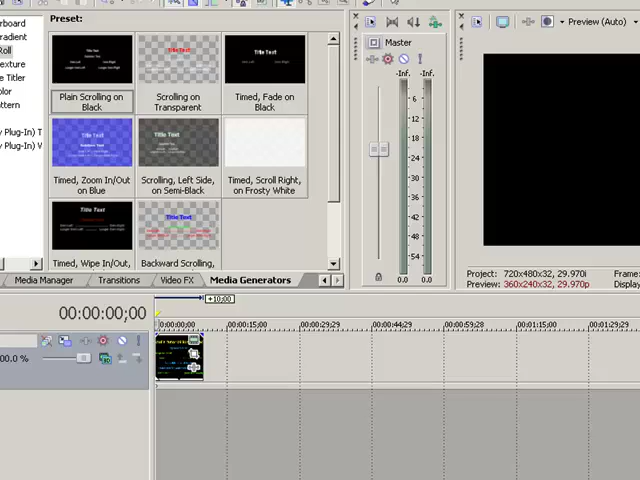 erboard
radient
Roll
exture
e Titler
olor
attern
y Plug-In) T
y Plug-In) W
Preset:
Title Text
Plain Scrolling on
Black
Title Text
Scrolling on
Transparent
Title Text
Timed, Fade on
Black
Title Text
Timed, Zoom In/Out
on Blue
Title Text
Scrolling, Left Side,
on Semi-Black
Timed, Scroll Right,
on Frosty White
Title Text
Timed, Wipe In/Out,
Title Text
Backward Scrolling,
Media Manager
Transitions
Video FX
Media Generators
Master
-Inf.
-Inf.
6
12
18
24
30
36
42
48
54
0.0
0.0
Preview (Auto)
Project: 720x480x32, 29.970i
Frame:
Preview: 360x240x32, 29.970p
Display
00:00:00;00
+10;00
00:00:00;00
00:00:15;00
00:00:29;29
00:00:44;29
00:00:59;28
00:01:15;00
00:01:29;29
00.0 %